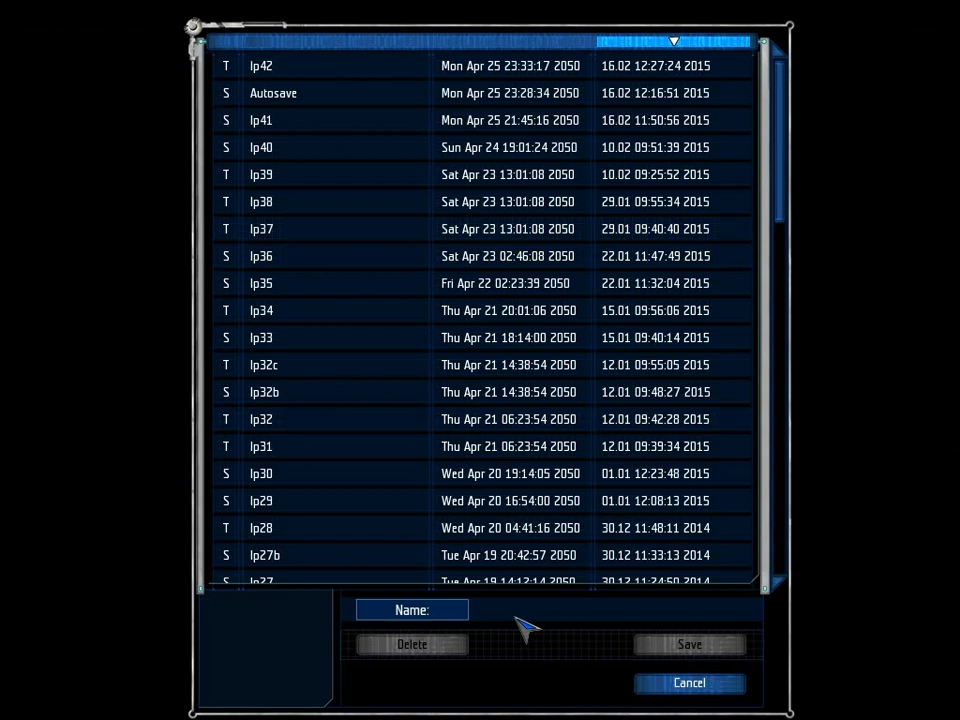 T lp42 Mon Apr 25 23:33:17 2050 16.02 12:27:24 2015
S Autosave Mon Apr 25 23:28:34 2050 16.02 12:16:51 2015
S lp41 Mon Apr 25 21:45:16 2050 16.02 11:50:56 2015
S lp40 Sun Apr 24 19:01:24 2050 10.02 09:51:39 2015
T lp39 Sat Apr 23 13:01:08 2050 10.02 09:25:52 2015
T lp38 Sat Apr 23 13:01:08 2050 29.01 09:55:34 2015
T lp37 Sat Apr 23 13:01:08 2050 29.01 09:40:40 2015
S lp36 Sat Apr 23 02:46:08 2050 22.01 11:47:49 2015
S lp35 Fri Apr 22 02:23:39 2050 22.01 11:32:04 2015
T lp34 Thu Apr 21 20:01:06 2050 15.01 09:56:06 2015
S lp33 Thu Apr 21 18:14:00 2050 15.01 09:40:14 2015
T lp32c Thu Apr 21 14:38:54 2050 12.01 09:55:05 2015
S lp32b Thu Apr 21 14:38:54 2050 12.01 09:48:27 2015
T lp32 Thu Apr 21 06:23:54 2050 12.01 09:42:28 2015
T lp31 Thu Apr 21 06:23:54 2050 12.01 09:39:34 2015
S lp30 Wed Apr 20 19:14:05 2050 01.01 12:23:48 2015
S lp29 Wed Apr 20 16:54:00 2050 01.01 12:08:13 2015
T lp28 Wed Apr 20 04:41:16 2050 30.12 11:48:11 2014
S lp27b Tue Apr 19 20:42:57 2050 30.12 11:33:13 2014
S lp27 Tue Apr 19 14:12:14 2050 30.12 11:24:50 2014
Name:
Delete Save
Cancel